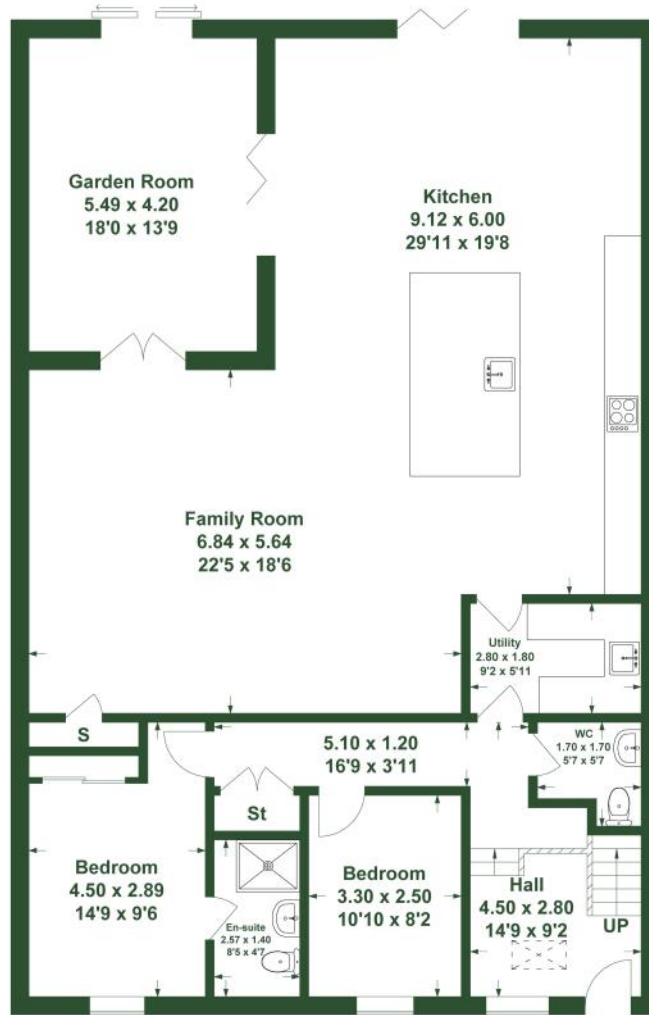 Garden Room
5.49 x 4.20
18'0 x 13'9
Kitchen
9.12 x 6.00
29'11 x 19'8
Family Room
6.84 x 5.64
22'5 x 18'6
Utility
2.80 x 1.80
9'2 x 5'11
S
5.10 x 1.20
16'9 x 3'11
WC
1.70 x 1.70
5'7 x 5'7
St
Bedroom
4.50 x 2.89
14'9 x 9'6
En-suite
2.57 x 1.40
8'5 x 4'7
Bedroom
3.30 x 2.50
10'10 x 8'2
Hall
4.50 x 2.80
14'9 x 9'2
UP